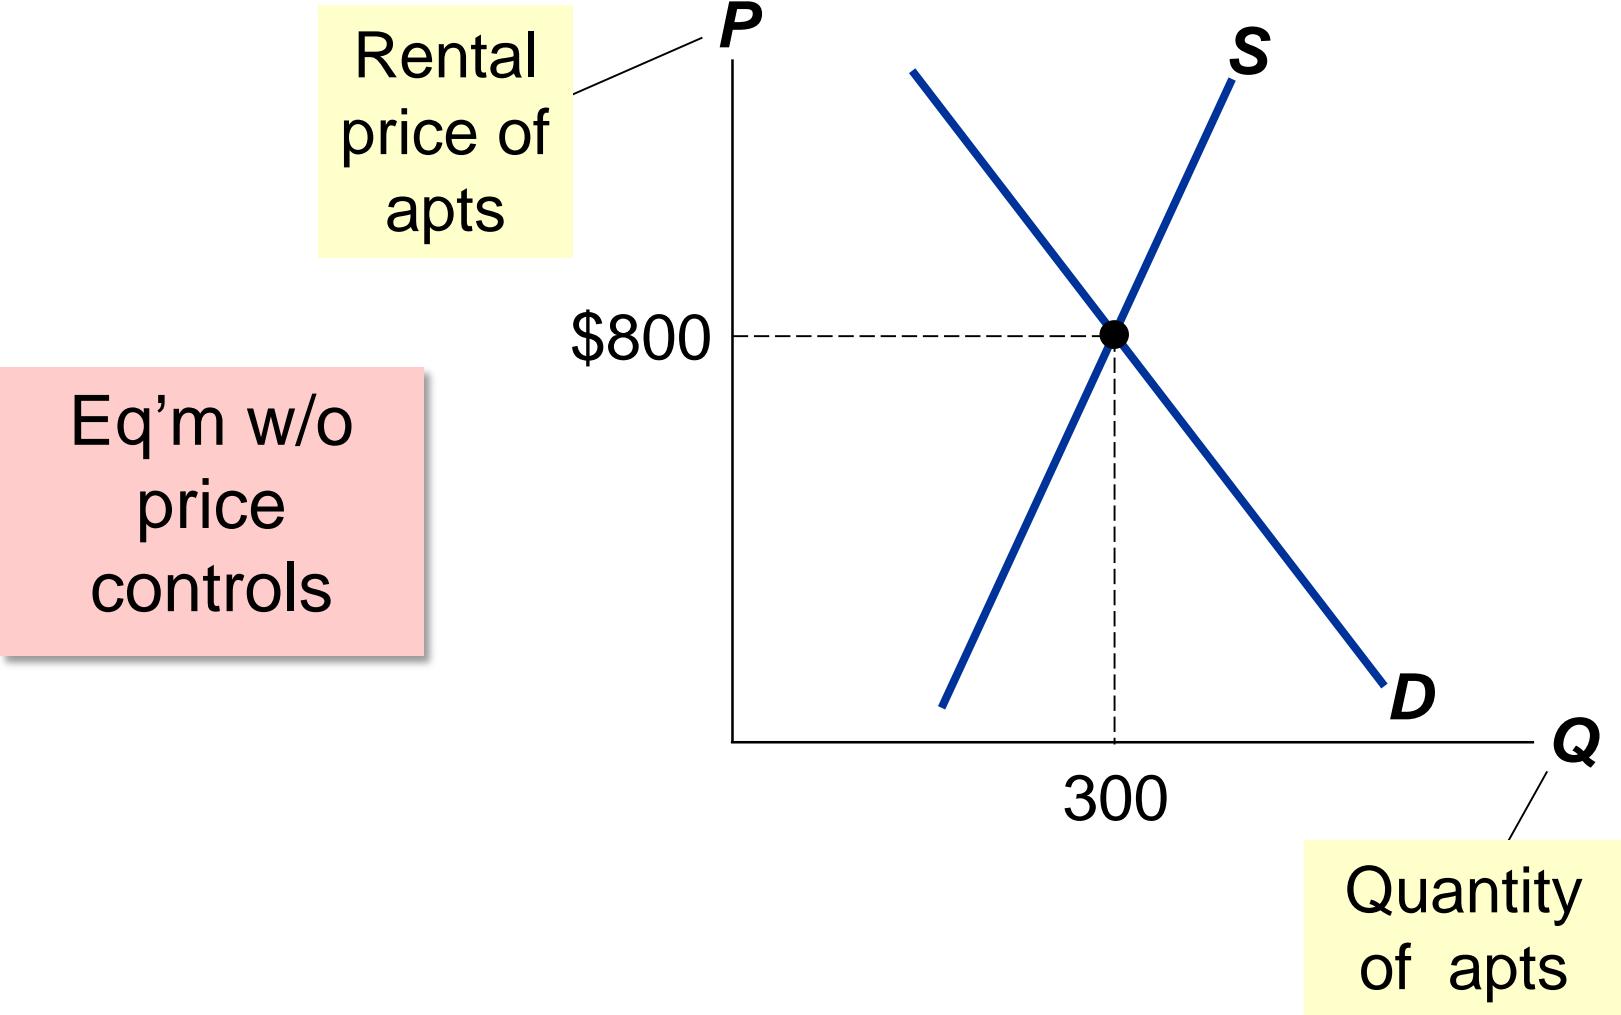 P
Rental
price of
apts
S
$800
Eq’m w/o
price
controls
D
Q
300
Quantity
of apts